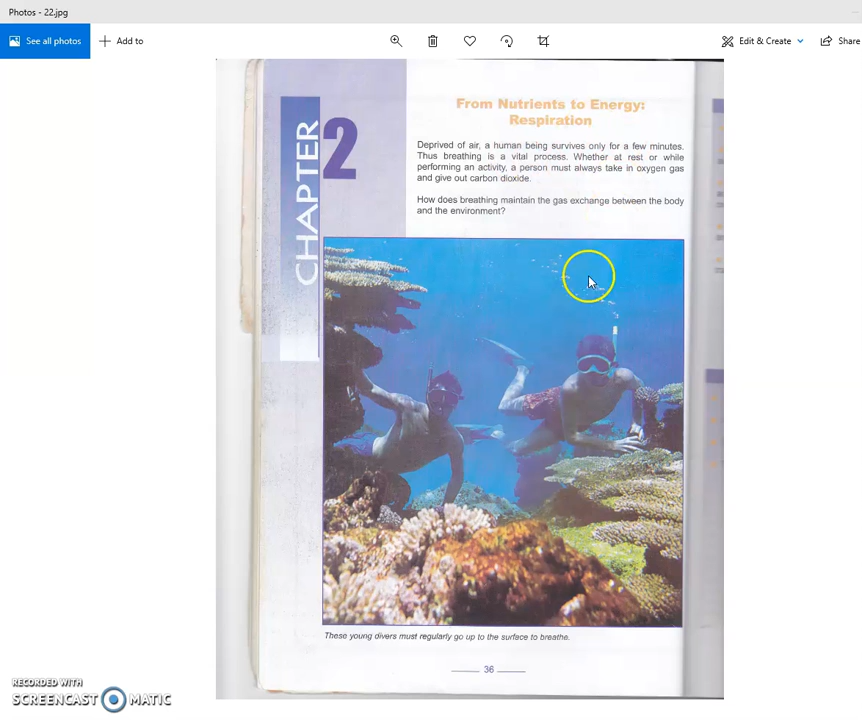 Photos - 22.jpg
See all photos
Add to
Edit & Create
Share
CHAPTER
2
From Nutrients to Energy:
Respiration
Deprived of air, a human being survives only for a few minutes.
Thus breathing is a vital process. Whether at rest or while
performing an activity, a person must always take in oxygen gas
and give out carbon dioxide.
How does breathing maintain the gas exchange between the body
and the environment?
These young divers must regularly go up to the surface to breathe.
36
RECORDED WITH
SCREENCAST MATIC